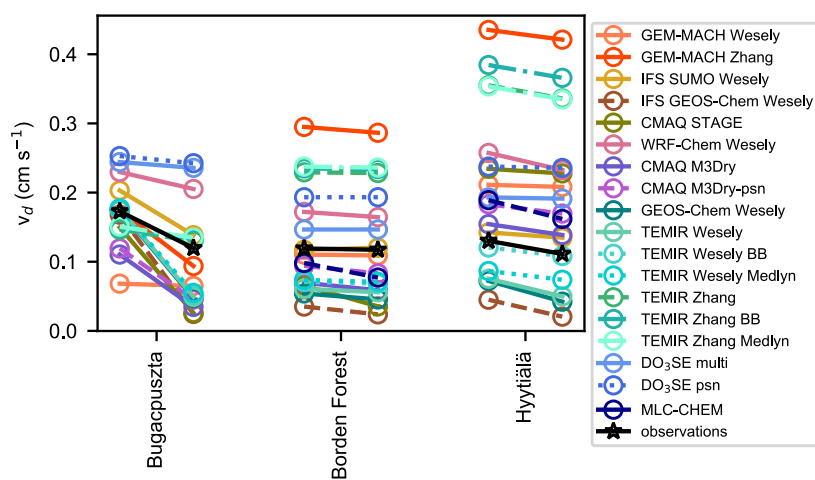 v_d (cm s⁻¹)
0.4
0.3
0.2
0.1
0.0
Bugacpuszta
Borden Forest
Hyytiälä
GEM-MACH Wesely
GEM-MACH Zhang
IFS SUMO Wesely
IFS GEOS-Chem Wesely
CMAQ STAGE
WRF-Chem Wesely
CMAQ M3Dry
CMAQ M3Dry-psn
GEOS-Chem Wesely
TEMIR Wesely
TEMIR Wesely BB
TEMIR Wesely Medlyn
TEMIR Zhang
TEMIR Zhang BB
TEMIR Zhang Medlyn
DO₃SE multi
DO₃SE psn
MLC-CHEM
observations